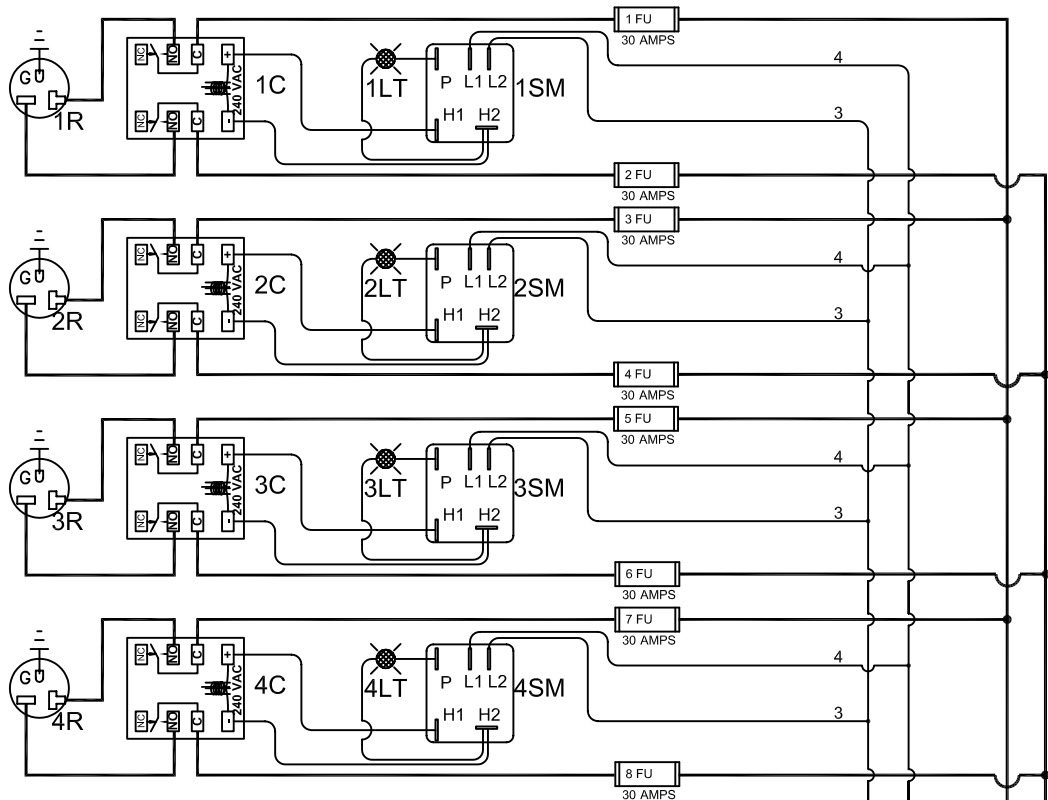 1 FU
30 AMPS
NC NO C +
G
240 VAC
1C
1LT
P L1 L2
1SM
4
NC NO C -
1R
H1 H2
3
2 FU
30 AMPS
3 FU
30 AMPS
NC NO C +
G
240 VAC
2C
2LT
P L1 L2
2SM
4
NC NO C -
2R
H1 H2
3
4 FU
30 AMPS
5 FU
30 AMPS
NC NO C +
G
240 VAC
3C
3LT
P L1 L2
3SM
4
NC NO C -
3R
H1 H2
3
6 FU
30 AMPS
7 FU
30 AMPS
NC NO C +
G
240 VAC
4C
4LT
P L1 L2
4SM
4
NC NO C -
4R
H1 H2
3
8 FU
30 AMPS